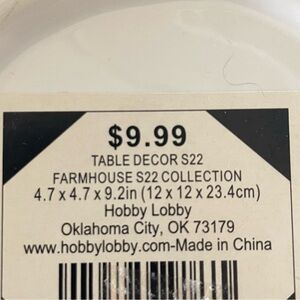 $9.99
TABLE DECOR S22
FARMHOUSE S22 COLLECTION
4.7 x 4.7 x 9.2in (12 x 12 x 23.4cm)
Hobby Lobby
Oklahoma City, OK 73179
www.hobbylobby.com-Made in China